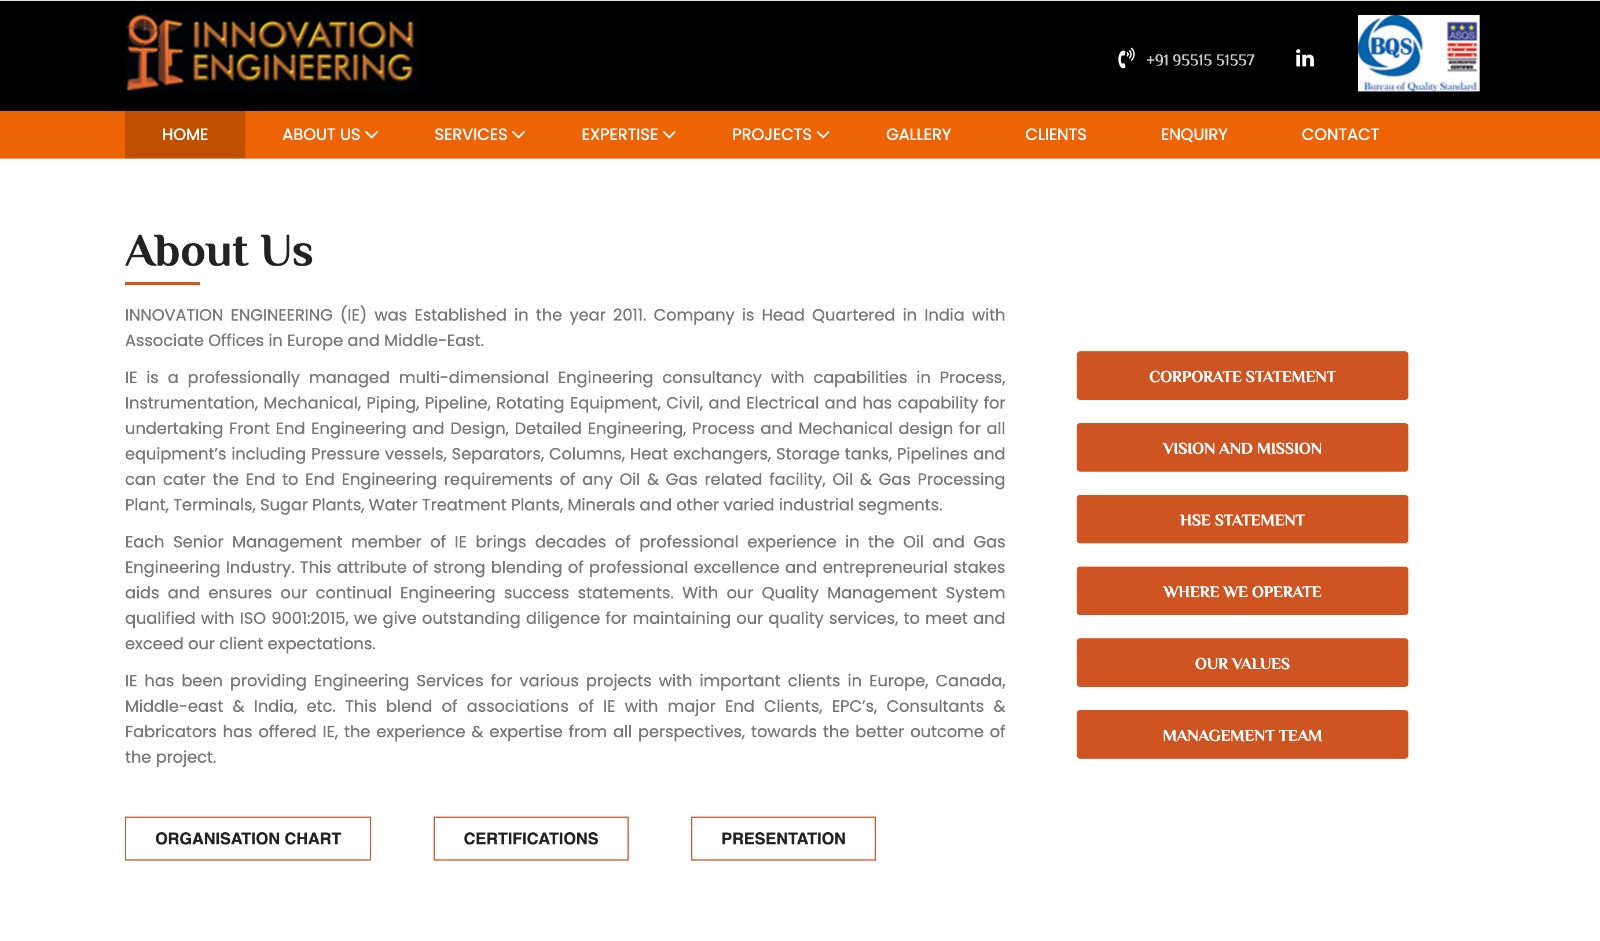 INNOVATION
ENGINEERING
+91 95515 51557
in
BQS
ASQS
Bureau of Quality Standard
HOME
ABOUT US
SERVICES
EXPERTISE
PROJECTS
GALLERY
CLIENTS
ENQUIRY
CONTACT
About Us
INNOVATION ENGINEERING (IE) was Established in the year 2011. Company is Head Quartered in India with
Associate Offices in Europe and Middle-East.
IE is a professionally managed multi-dimensional Engineering consultancy with capabilities in Process,
Instrumentation, Mechanical, Piping, Pipeline, Rotating Equipment, Civil, and Electrical and has capability for
undertaking Front End Engineering and Design, Detailed Engineering, Process and Mechanical design for all
equipment's including Pressure vessels, Separators, Columns, Heat exchangers, Storage tanks, Pipelines and
can cater the End to End Engineering requirements of any Oil & Gas related facility, Oil & Gas Processing
Plant, Terminals, Sugar Plants, Water Treatment Plants, Minerals and other varied industrial segments.
Each Senior Management member of IE brings decades of professional experience in the Oil and Gas
Engineering Industry. This attribute of strong blending of professional excellence and entrepreneurial stakes
aids and ensures our continual Engineering success statements. With our Quality Management System
qualified with ISO 9001:2015, we give outstanding diligence for maintaining our quality services, to meet and
exceed our client expectations.
IE has been providing Engineering Services for various projects with important clients in Europe, Canada,
Middle-east & India, etc. This blend of associations of IE with major End Clients, EPC's, Consultants &
Fabricators has offered IE, the experience & expertise from all perspectives, towards the better outcome of
the project.
ORGANISATION CHART
CERTIFICATIONS
PRESENTATION
CORPORATE STATEMENT
VISION AND MISSION
HSE STATEMENT
WHERE WE OPERATE
OUR VALUES
MANAGEMENT TEAM